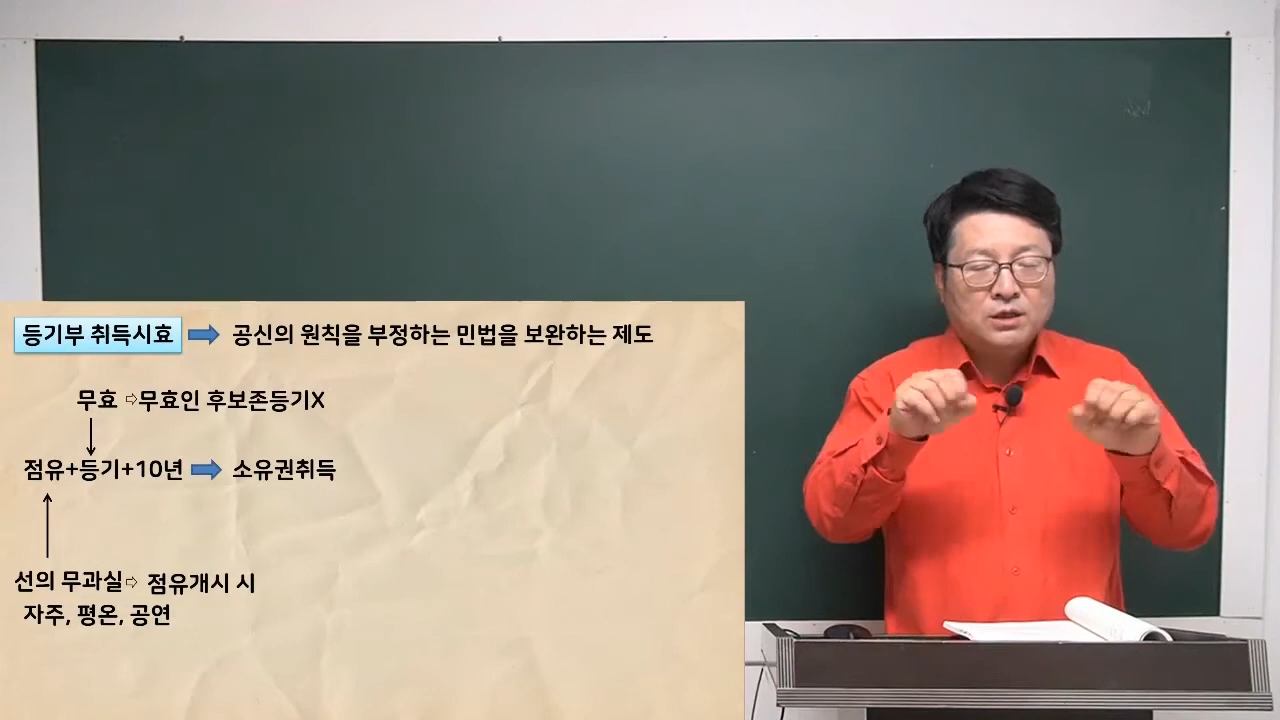 등기부 취득시효 ➡ 공신의 원칙을 부정하는 민법을 보완하는 제도
무효 ⇨무효인 후보존등기X
점유+등기+10년 ➡ 소유권취득
선의 무과실⇨ 점유개시 시
자주, 평온, 공연